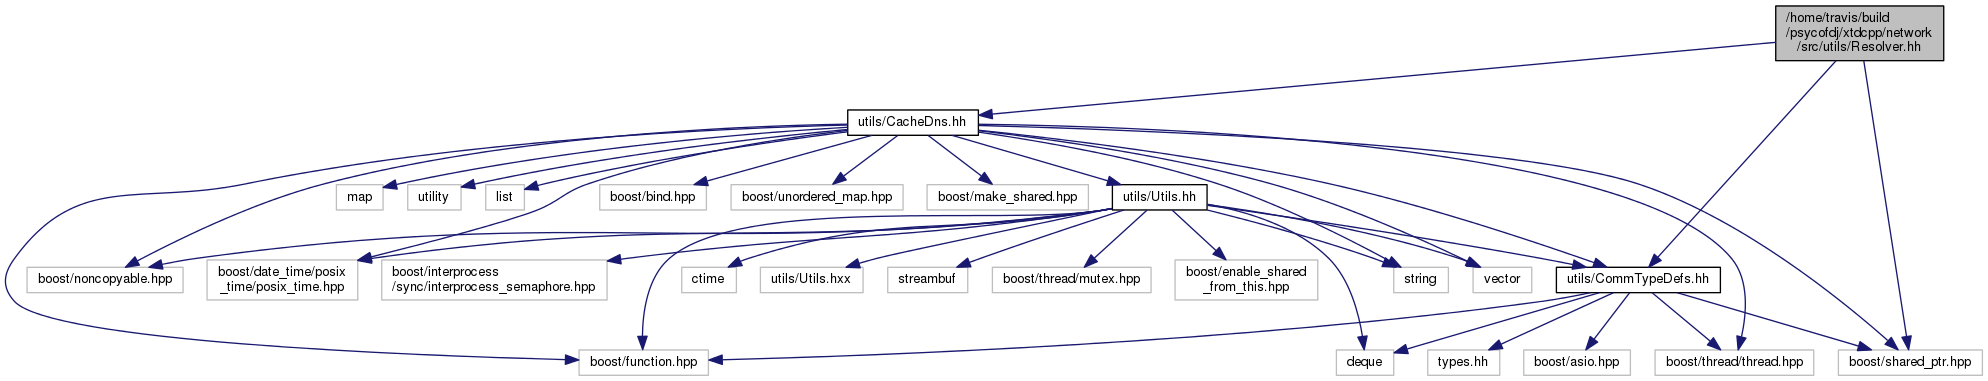 /home/travis/build
/psycofdj/xtdcpp/network
/src/utils/Resolver.hh
utils/CacheDns.hh
map
utility
list
boost/bind.hpp
boost/unordered_map.hpp
boost/make_shared.hpp
utils/Utils.hh
boost/noncopyable.hpp
boost/date_time/posix
_time/posix_time.hpp
boost/interprocess
/sync/interprocess_semaphore.hpp
ctime
utils/Utils.hxx
streambuf
boost/thread/mutex.hpp
boost/enable_shared
_from_this.hpp
string
vector
utils/CommTypeDefs.hh
boost/function.hpp
deque
types.hh
boost/asio.hpp
boost/thread/thread.hpp
boost/shared_ptr.hpp